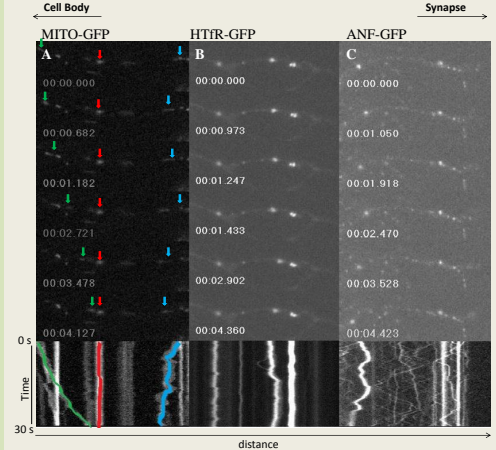 Cell Body
Synapse
MITO-GFP
HTfR-GFP
ANF-GFP
A
B
C
00:00.000
00:00.000
00:00.000
00:00.682
00:00.973
00:01.050
00:01.182
00:01.247
00:01.918
00:02.721
00:01.433
00:02.470
00:03.478
00:02.902
00:03.528
00:04.127
00:04.360
00:04.423
0 s
Time
30 s
distance